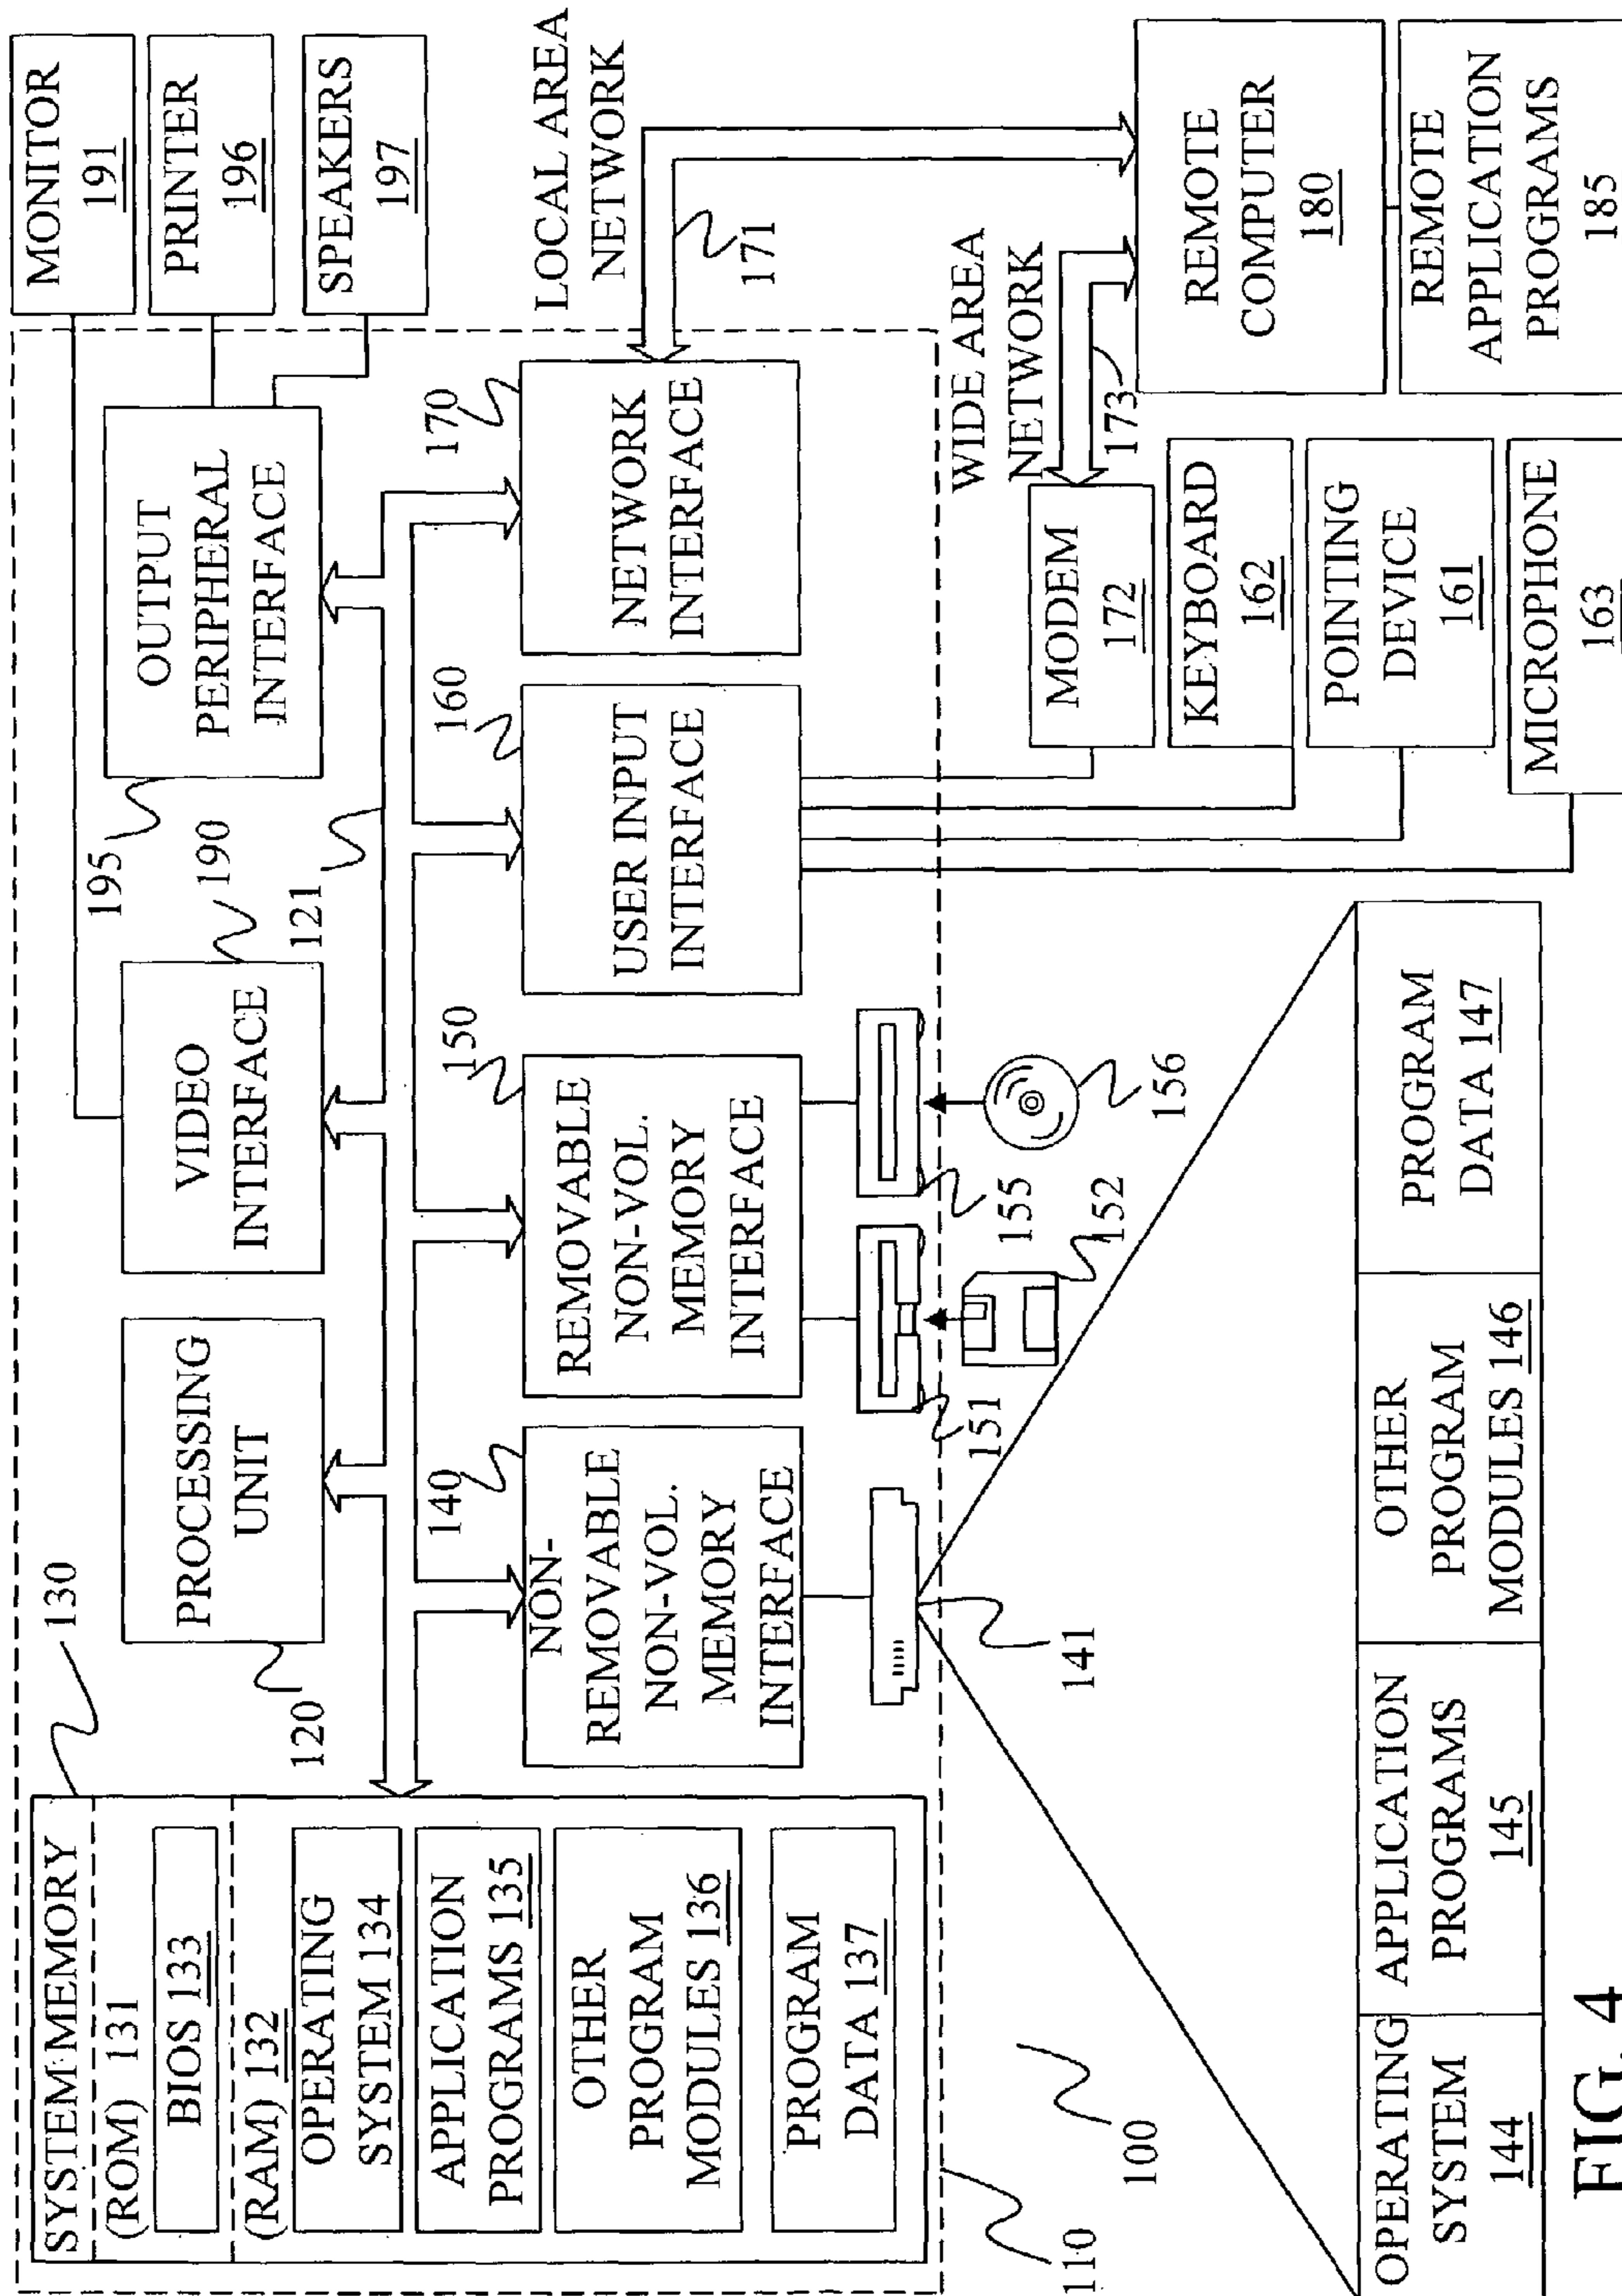 SYSTEM MEMORY
(ROM) 131
BIOS 133
(RAM) 132
OPERATING
SYSTEM 134
APPLICATION
PROGRAMS 135
OTHER
PROGRAM
MODULES 136
PROGRAM
DATA 137
130
120
PROCESSING
UNIT
VIDEO
INTERFACE
190
121
195
OUTPUT
PERIPHERAL
INTERFACE
MONITOR
191
PRINTER
196
SPEAKERS
197
140
NON-
REMOVABLE
NON-VOL.
MEMORY
INTERFACE
150
REMOVABLE
NON-VOL.
MEMORY
INTERFACE
160
USER INPUT
INTERFACE
170
NETWORK
INTERFACE
LOCAL AREA
NETWORK
171
141
151
152
155
156
WIDE AREA
NETWORK
173
MODEM
172
KEYBOARD
162
POINTING
DEVICE
161
MICROPHONE
163
REMOTE
COMPUTER
180
REMOTE
APPLICATION
PROGRAMS
185
110
100
OPERATING
SYSTEM
144
APPLICATION
PROGRAMS
145
OTHER
PROGRAM
MODULES 146
PROGRAM
DATA 147
FIG. 4